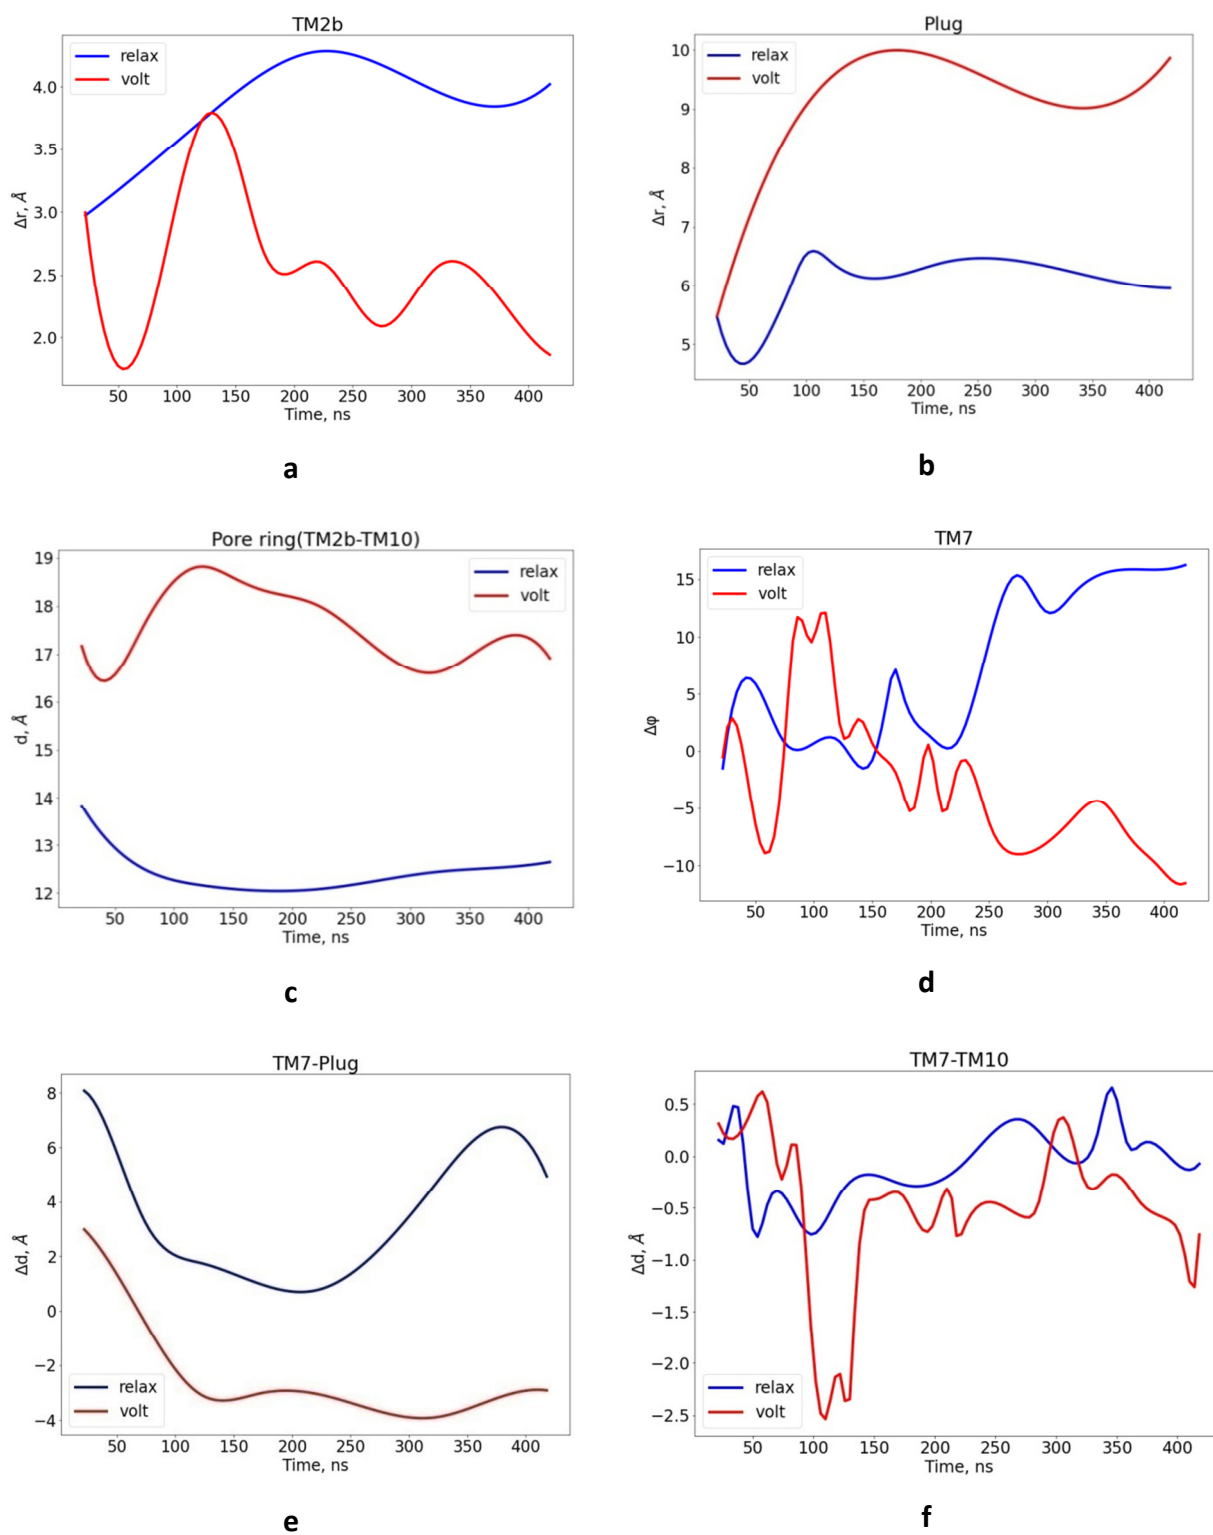 TM2b
relax
volt
4.0
3.5
3.0
2.5
2.0
Δr, Å
50 100 150 200 250 300 350 400
Time, ns
a
Plug
relax
volt
10
9
8
7
6
5
Δr, Å
50 100 150 200 250 300 350 400
Time, ns
b
Pore ring(TM2b-TM10)
relax
volt
19
18
17
16
15
14
13
12
d, Å
50 100 150 200 250 300 350 400
Time, ns
c
TM7
relax
volt
15
10
5
0
−5
−10
Δφ
50 100 150 200 250 300 350 400
Time, ns
d
TM7-Plug
8
6
4
2
0
−2
−4
Δd, Å
relax
volt
50 100 150 200 250 300 350 400
Time, ns
e
TM7-TM10
0.5
0.0
−0.5
−1.0
−1.5
−2.0
−2.5
Δd, Å
relax
volt
50 100 150 200 250 300 350 400
Time, ns
f